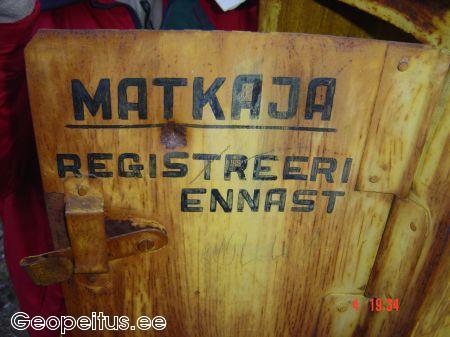 MATKAJA
REGISTREERI
ENNAST
4 19:34
Geopeitus.ee